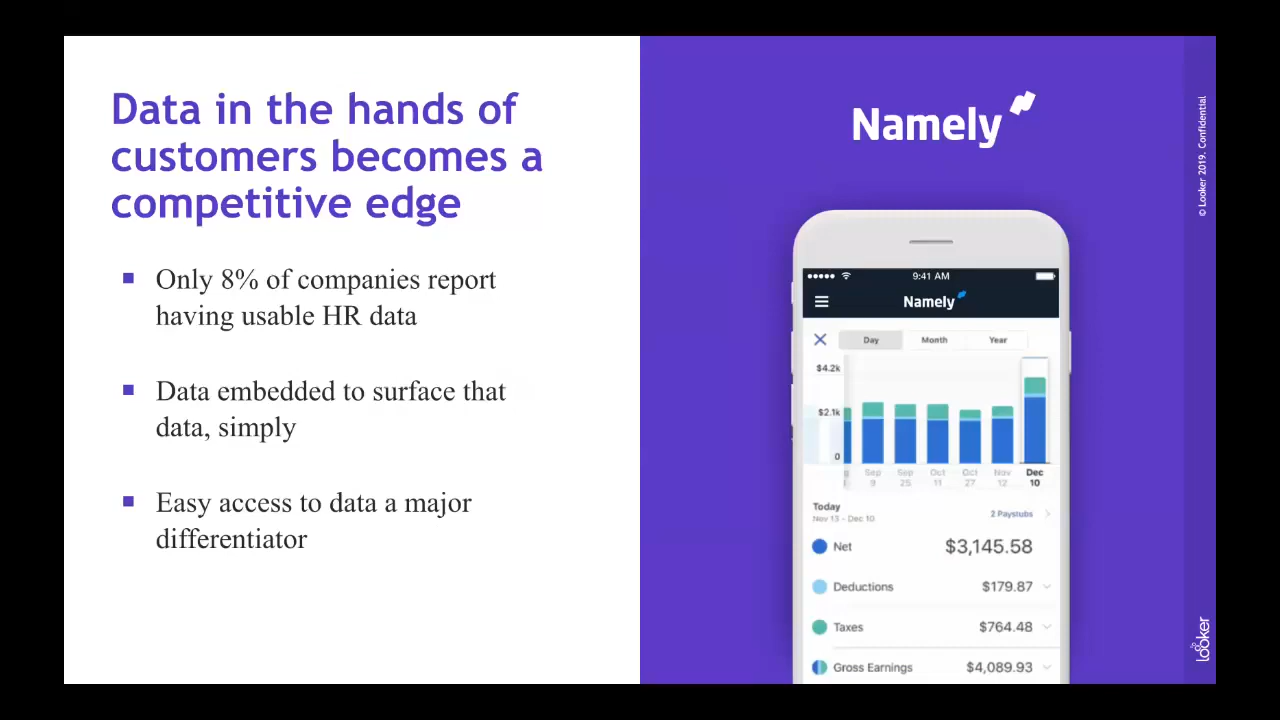 Data in the hands of
customers becomes a
competitive edge
Only 8% of companies report
having usable HR data
Data embedded to surface that
data, simply
Easy access to data a major
differentiator
Namely
9:41 AM
Namely
Day Month Year
$4.2k
$2.1k
0
Sep Sep Oct Oct Nov Dec
9 25 11 27 12 10
Today
Nov 13 – Dec 10
2 Paystubs
Net $3,145.58
Deductions $179.87
Taxes $764.48
Gross Earnings $4,089.93
© Looker 2019. Confidential
looker